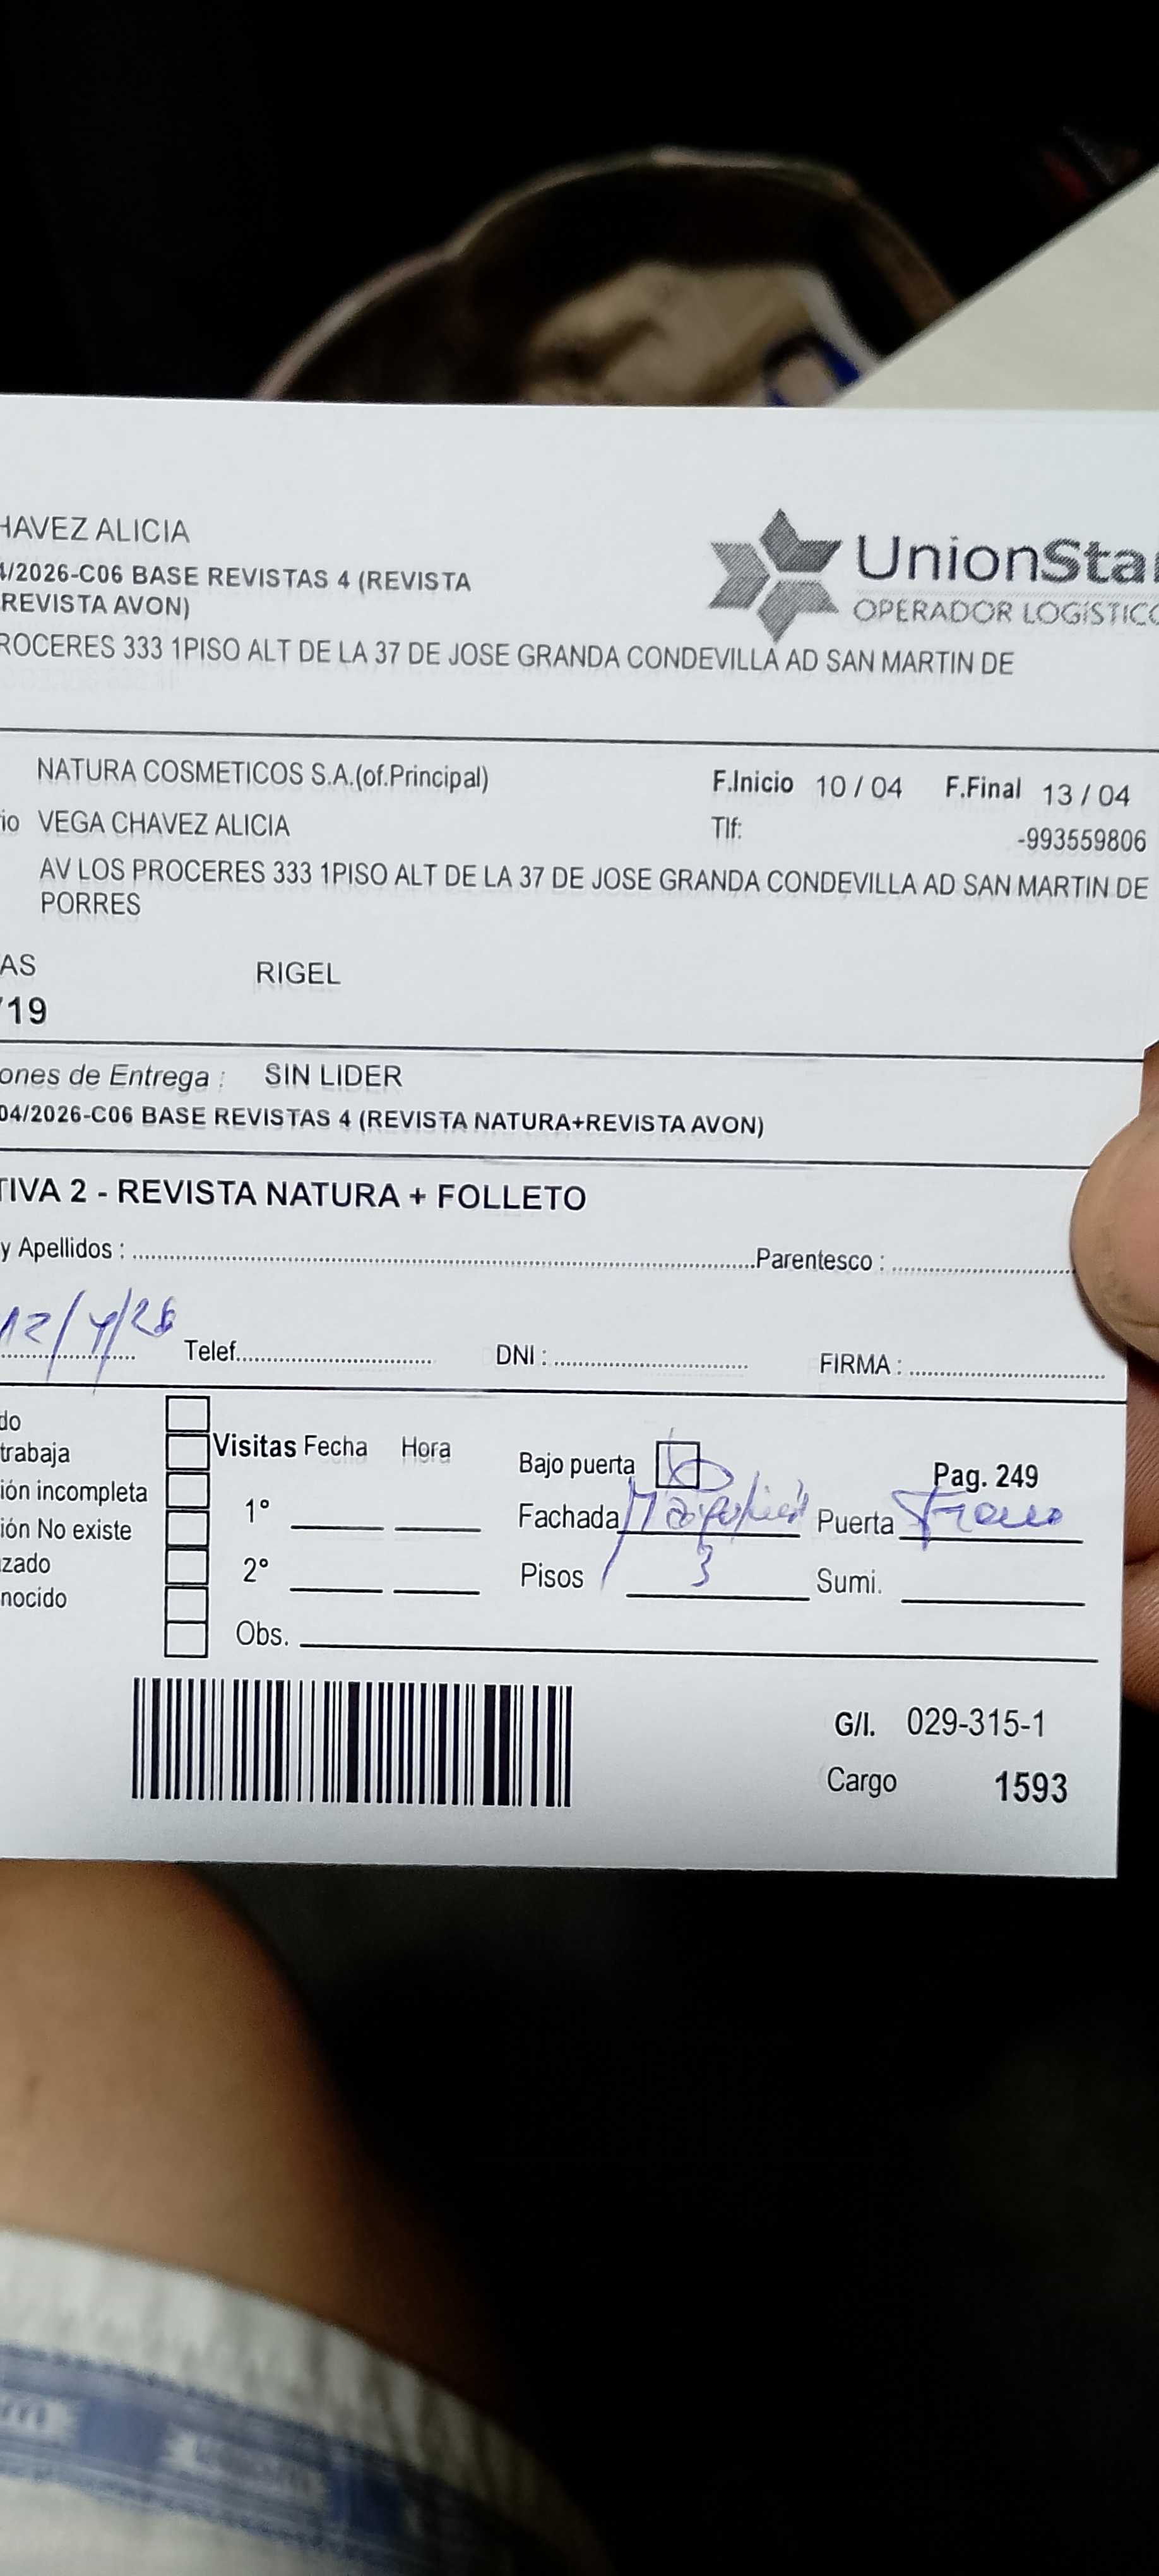 HAVEZ ALICIA
4/2026-C06 BASE REVISTAS 4 (REVISTA
REVISTA AVON)
UnionStar
OPERADOR LOGÍSTICO
ROCERES 333 1PISO ALT DE LA 37 DE JOSE GRANDA CONDEVILLA AD SAN MARTIN DE
NATURA COSMETICOS S.A.(of.Principal)
F.Inicio 10 / 04 F.Final 13 / 04
io VEGA CHAVEZ ALICIA
Tlf: -993559806
AV LOS PROCERES 333 1PISO ALT DE LA 37 DE JOSE GRANDA CONDEVILLA AD SAN MARTIN DE
PORRES
AS RIGEL
/19
ones de Entrega : SIN LIDER
04/2026-C06 BASE REVISTAS 4 (REVISTA NATURA+REVISTA AVON)
TIVA 2 - REVISTA NATURA + FOLLETO
y Apellidos : Parentesco :
12/4/26 Telef. DNI : FIRMA :
do
trabaja
Visitas Fecha Hora
Bajo puerta
Pag. 249
ión incompleta
1°
Fachada
Puerta
ión No existe
zado
2°
Pisos 3 Sumi.
nocido
Obs.
G/I. 029-315-1
Cargo 1593